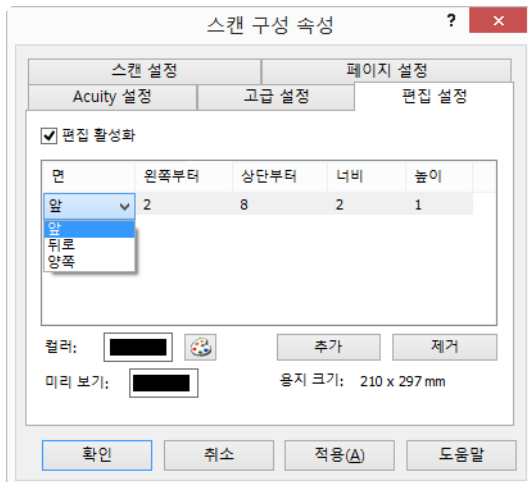 스캔 구성 속성 ? ×
스캔 설정 페이지 설정
Acuity 설정 고급 설정 편집 설정
편집 활성화
면 왼쪽부터 상단부터 너비 높이
앞 2 8 2 1
앞
뒤로
양쪽
컬러: 추가 제거
미리 보기: 용지 크기: 210 x 297 mm
확인 취소 적용(A) 도움말